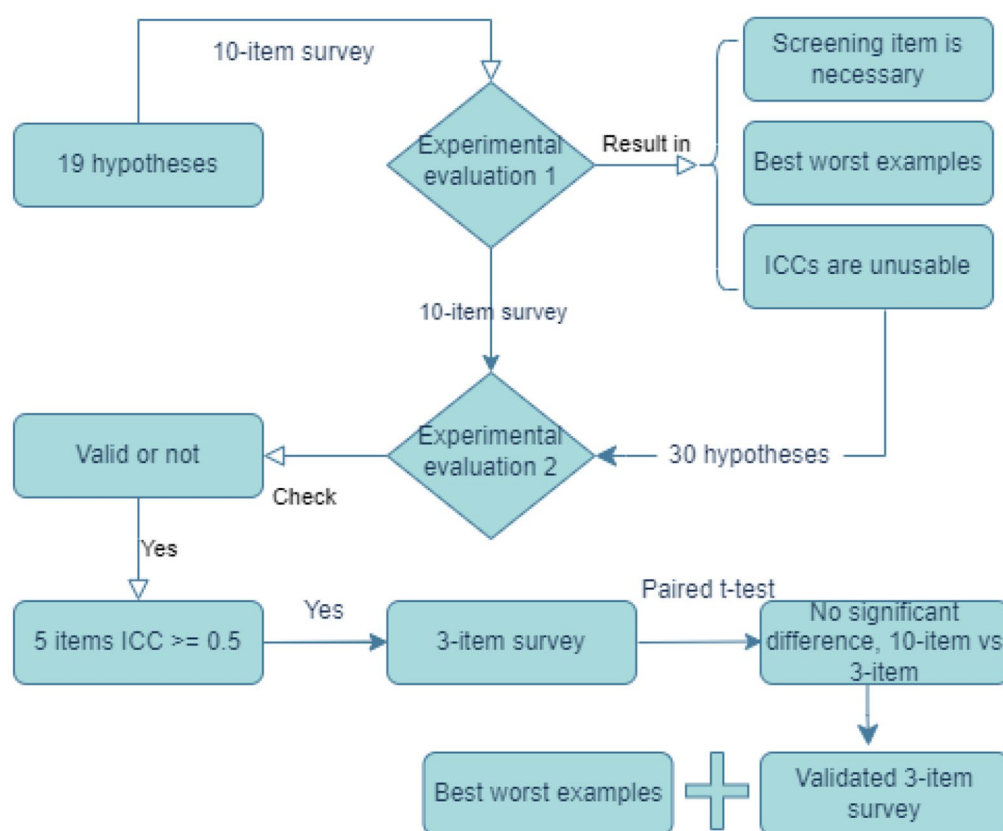 10-item survey
19 hypotheses
Experimental
evaluation 1
Result in
Screening item is
necessary
Best worst examples
ICCs are unusable
10-item survey
Experimental
evaluation 2
30 hypotheses
Valid or not
Check
Yes
5 items ICC >= 0.5
Yes
3-item survey
Paired t-test
No significant
difference, 10-item vs
3-item
Best worst examples
Validated 3-item
survey